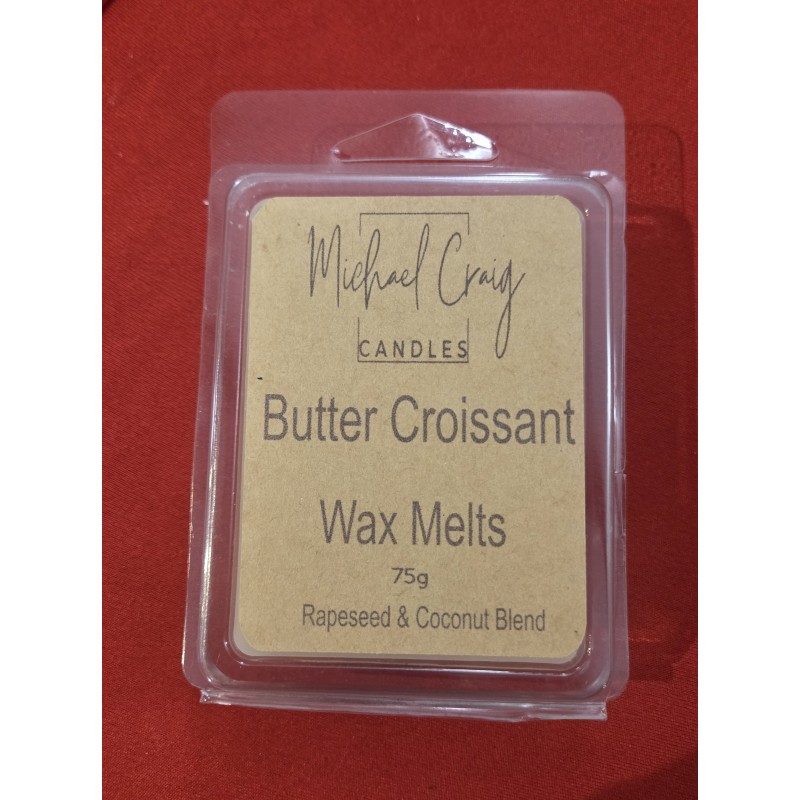 Michael Craig
CANDLES
Butter Croissant
Wax Melts
75g
Rapeseed & Coconut Blend